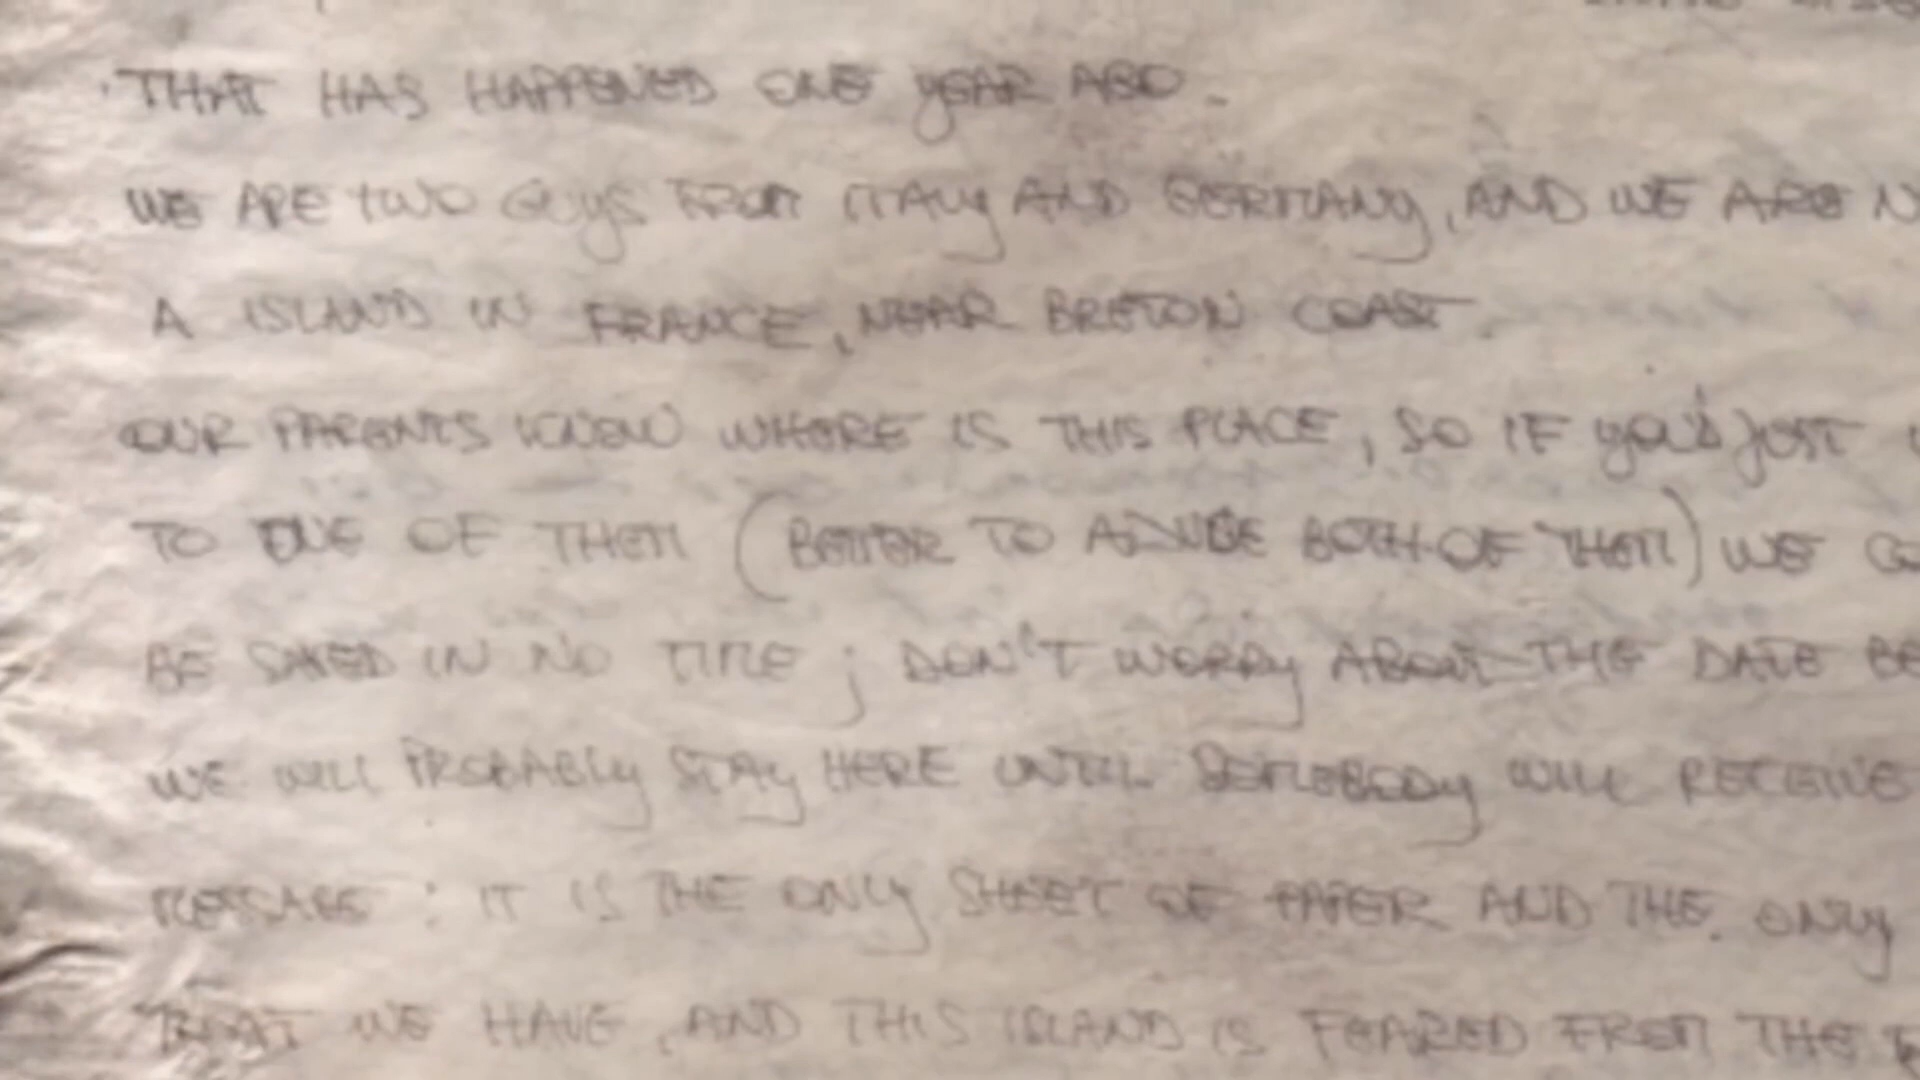 THAT HAS HAPPENED ONE YEAR AGO.
WE ARE TWO GUYS FROM ITALY AND GERMANY, AND WE ARE
A ISLAND IN FRANCE, NEAR BRETON COAST.
OUR PARENTS KNOW WHERE IS THIS PLACE, SO IF YOU'D JUST
TO ONE OF THEM (BETTER TO ADVISE BOTH OF THEM) WE
BE SAVED IN NO TIME; DON'T WORRY ABOUT THE DATE
WE WILL PROBABLY STAY HERE UNTIL SOMEBODY WILL RECEIVE
MESSAGE: IT IS THE ONLY SHEET OF PAPER AND THE ONLY
THAT WE HAVE, AND THIS ISLAND IS FEARED FROM THE